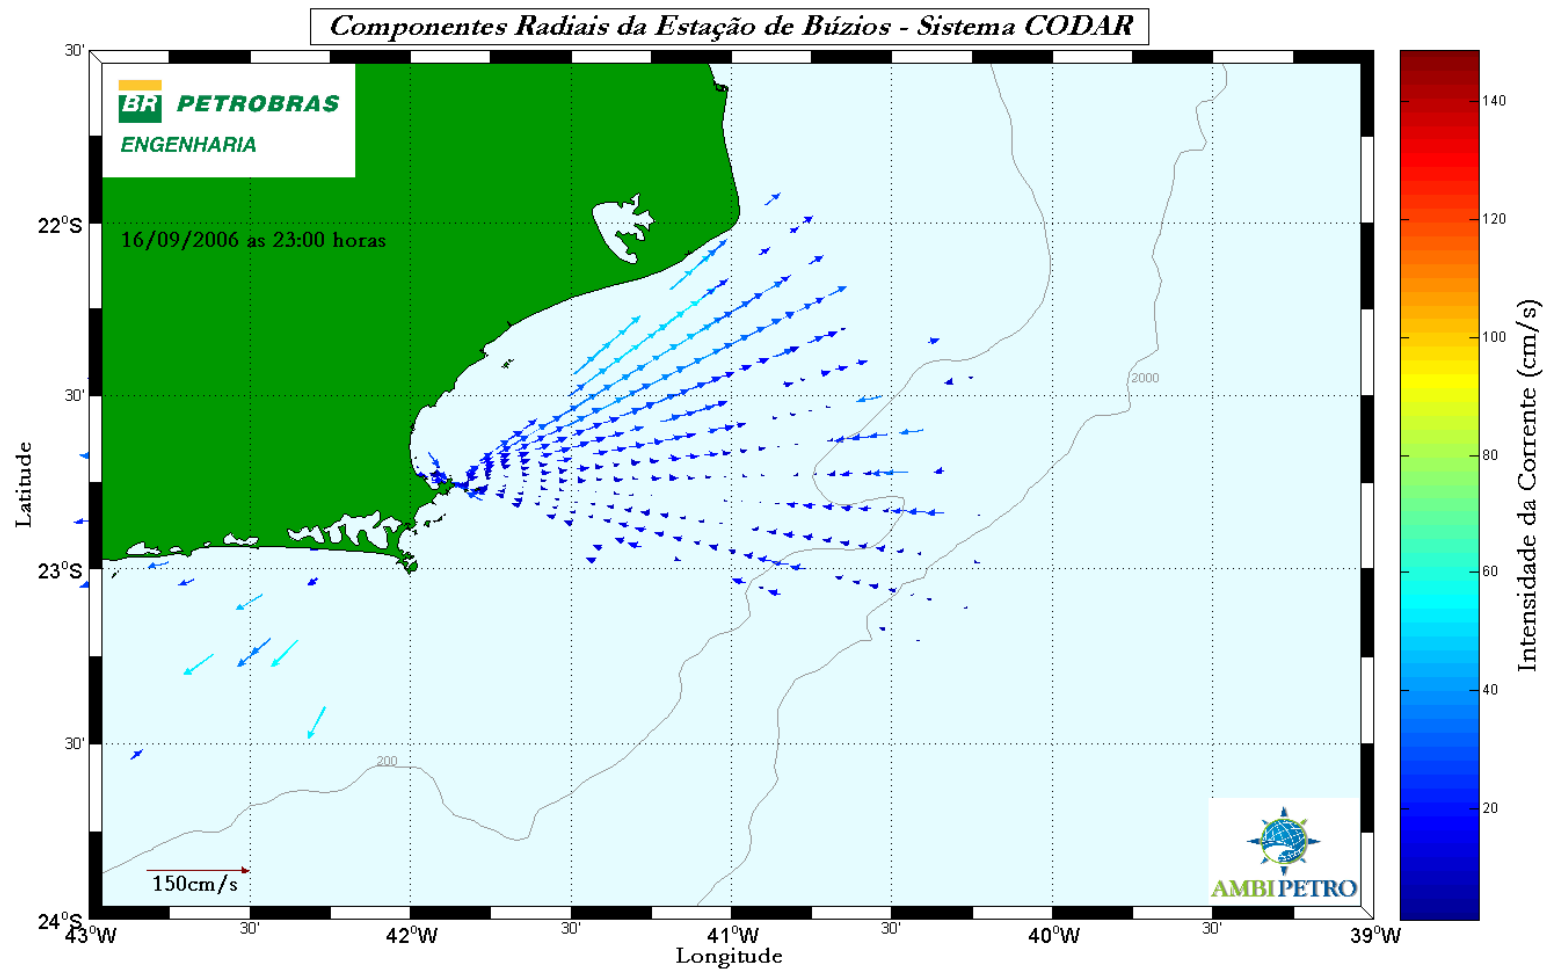 Componentes Radiais da Estação de Búzios - Sistema CODAR
BR PETROBRAS
ENGENHARIA
16/09/2006 as 23:00 horas
30'
22°S
30'
23°S
30'
24°S
Latitude
43°W
30'
42°W
30'
41°W
30'
40°W
30'
39°W
Longitude
200
2000
150cm/s
AMBIPETRO
140
120
100
80
60
40
20
Intensidade da Corrente (cm/s)